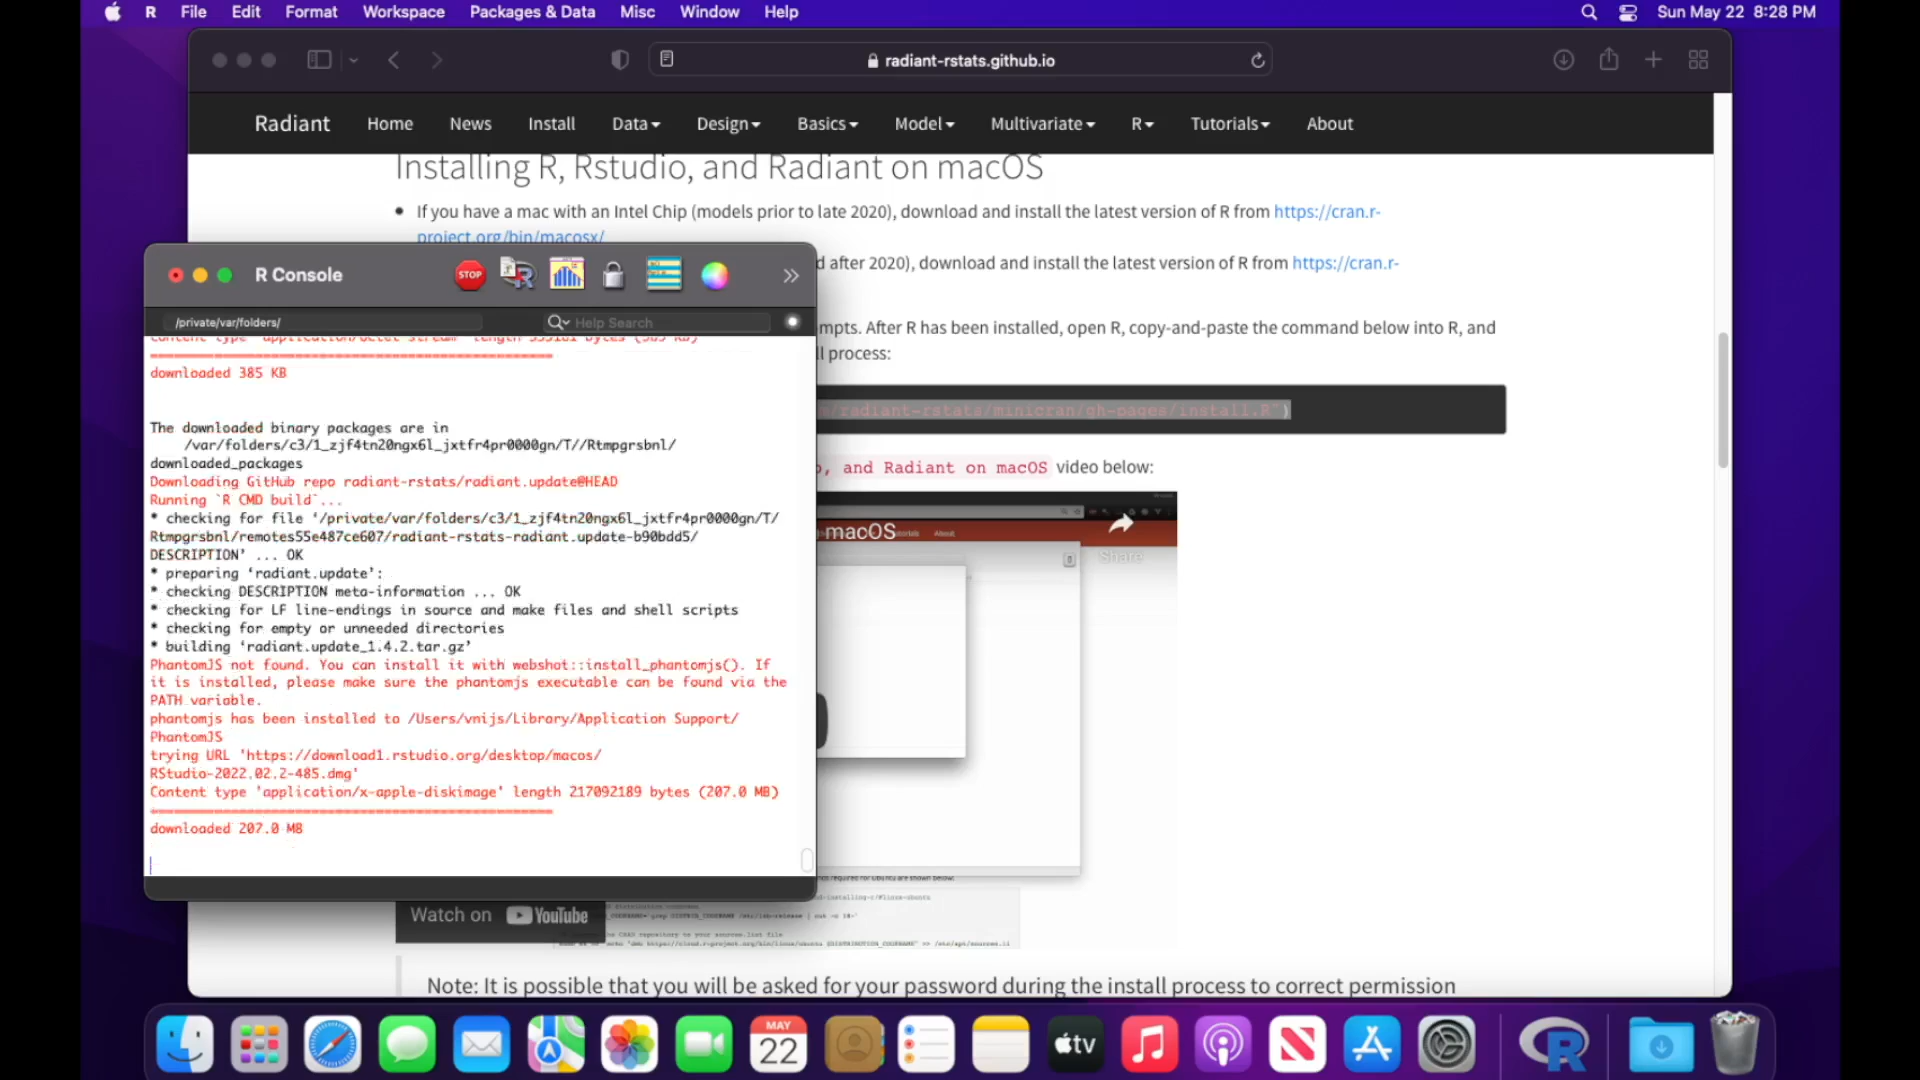 R File Edit Format Workspace Packages & Data Misc Window Help Sun May 22 8:28 PM
radiant-rstats.github.io
Radiant Home News Install Data Design Basics Model Multivariate R Tutorials About
Installing R, Rstudio, and Radiant on macOS
If you have a mac with an Intel Chip (models prior to late 2020), download and install the latest version of R from https://cran.r-
project.org/bin/macosx/
d after 2020), download and install the latest version of R from https://cran.r-
mpts. After R has been installed, open R, copy-and-paste the command below into R, and
ll process:
/radiant-rstats/minicran/gh-pages/install.R")
o, and Radiant on macOS video below:
R Console
STOP
/private/var/folders/
Help Search
downloaded 385 KB
The downloaded binary packages are in
/var/folders/c3/1_zjf4tn20ngx6l_jxtfr4pr0000gn/T//Rtmpgrsbnl/
downloaded_packages
Downloading GitHub repo radiant-rstats/radiant.update@HEAD
Running `R CMD build`...
* checking for file ‘/private/var/folders/c3/1_zjf4tn20ngx6l_jxtfr4pr0000gn/T/
Rtmpgrsbnl/remotes55e487ce607/radiant-rstats-radiant.update-b90bdd5/
DESCRIPTION’ ... OK
* preparing ‘radiant.update’:
* checking DESCRIPTION meta-information ... OK
* checking for LF line-endings in source and make files and shell scripts
* checking for empty or unneeded directories
* building ‘radiant.update_1.4.2.tar.gz’
PhantomJS not found. You can install it with webshot::install_phantomjs(). If
it is installed, please make sure the phantomjs executable can be found via the
PATH variable.
phantomjs has been installed to /Users/vnijs/Library/Application Support/
PhantomJS
trying URL 'https://download1.rstudio.org/desktop/macos/
RStudio-2022.02.2-485.dmg'
Content type 'application/x-apple-diskimage' length 217092189 bytes (207.0 MB)
==================================================
downloaded 207.0 MB
macOS
Share
Watch on YouTube
Note: It is possible that you will be asked for your password during the install process to correct permission
MAY
22
tv
R